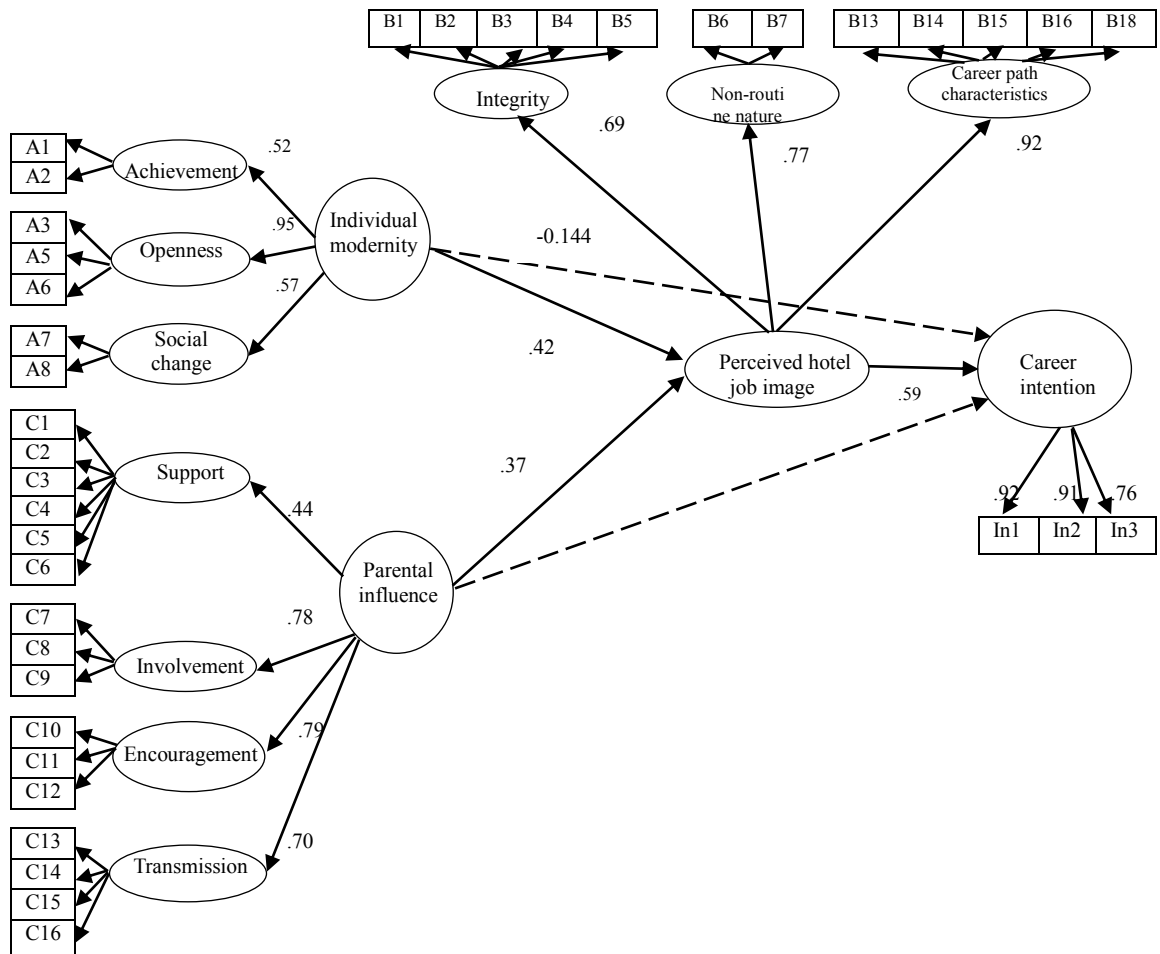 B1 B2 B3 B4 B5 B6 B7 B13 B14 B15 B16 B18
Integrity
Non-routi
ne nature
Career path
characteristics
.69
.77
.92
A1
A2
Achievement
.52
A3
A5
A6
Openness
.95
Individual
modernity
-0.144
A7
A8
Social
change
.57
.42
Perceived hotel
job image
.59
Career
intention
C1
C2
C3
C4
C5
C6
Support
.44
.37
.92 .91 .76
In1 In2 In3
Parental
influence
C7
C8
C9
Involvement
.78
C10
C11
C12
Encouragement
.79
C13
C14
C15
C16
Transmission
.70